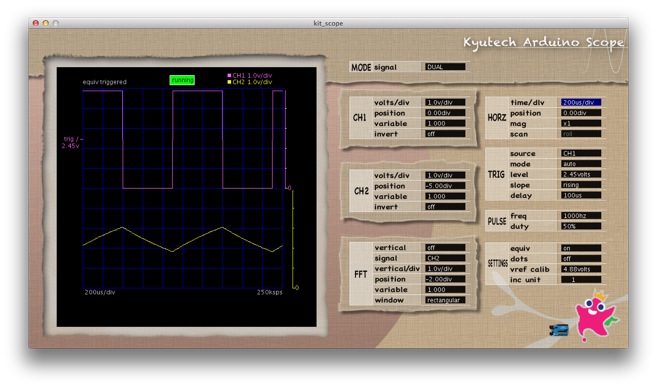 kit_scope
Kyutech Arduino Scope
MODE signal DUAL
equiv triggered
running
CH1 1.0v/div
CH2 1.0v/div
trig /
2.45v
0
0
200us/div
250ksps
CH1
volts/div 1.0v/div
position 0.00div
variable 1.000
invert off
CH2
volts/div 1.0v/div
position -5.00div
variable 1.000
invert off
FFT
vertical off
signal CH2
vertical/div 1.0v/div
position -2.00div
variable 1.000
window rectangular
HORZ
time/div 200us/div
position 0.00div
mag x1
scan roll
TRIG
source CH1
mode auto
level 2.45volts
slope rising
delay 100us
PULSE
freq 1000hz
duty 50%
SETTINGS
equiv on
dots off
vref calib 4.88volts
inc unit 1